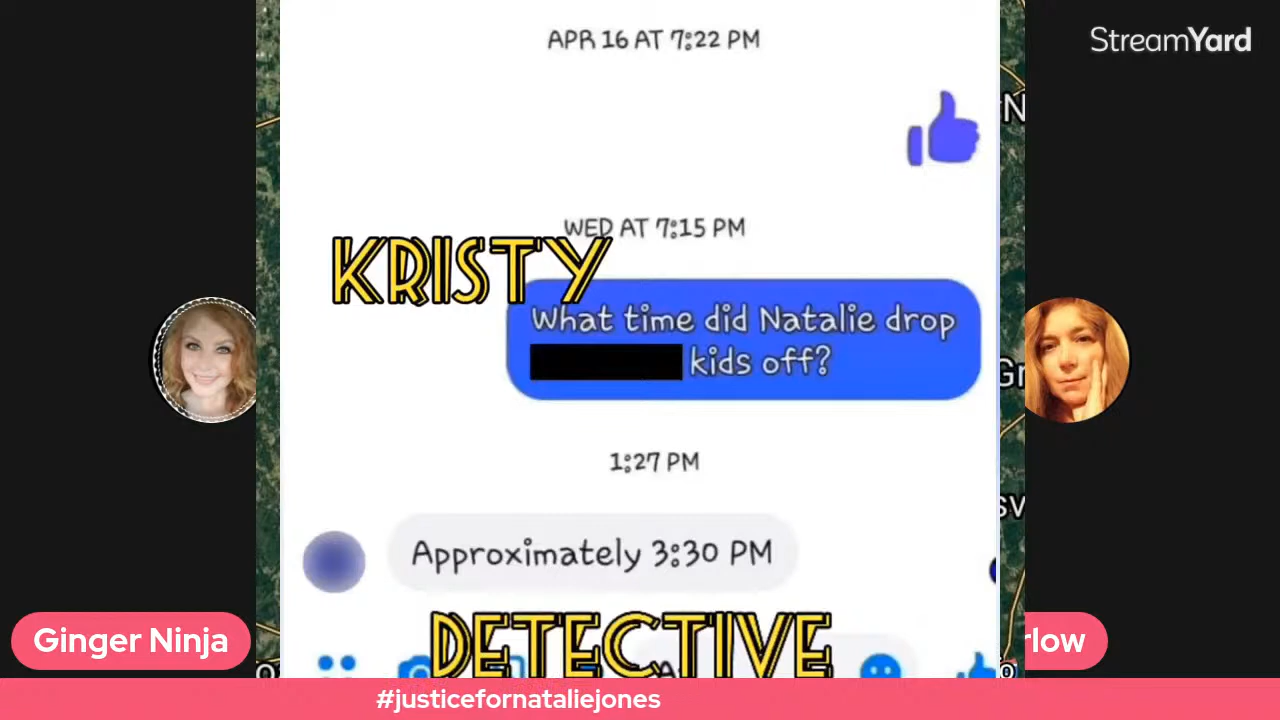 StreamYard
APR 16 AT 7:22 PM
WED AT 7:15 PM
KRISTY
What time did Natalie drop
kids off?
1:27 PM
Approximately 3:30 PM
DETECTIVE
Ginger Ninja
rlow
#justicefornataliejones